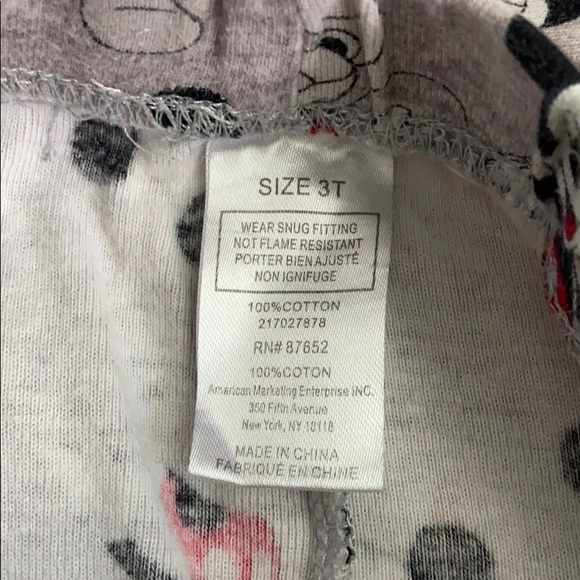 SIZE 3T
WEAR SNUG FITTING
NOT FLAME RESISTANT
PORTER BIEN AJUSTÉ
NON IGNIFUGE
100%COTTON
217027878
RN# 87652
100%COTON
American Marketing Enterprise INC.
350 Fifth Avenue
New York, NY 10118
MADE IN CHINA
FABRIQUÉ EN CHINE